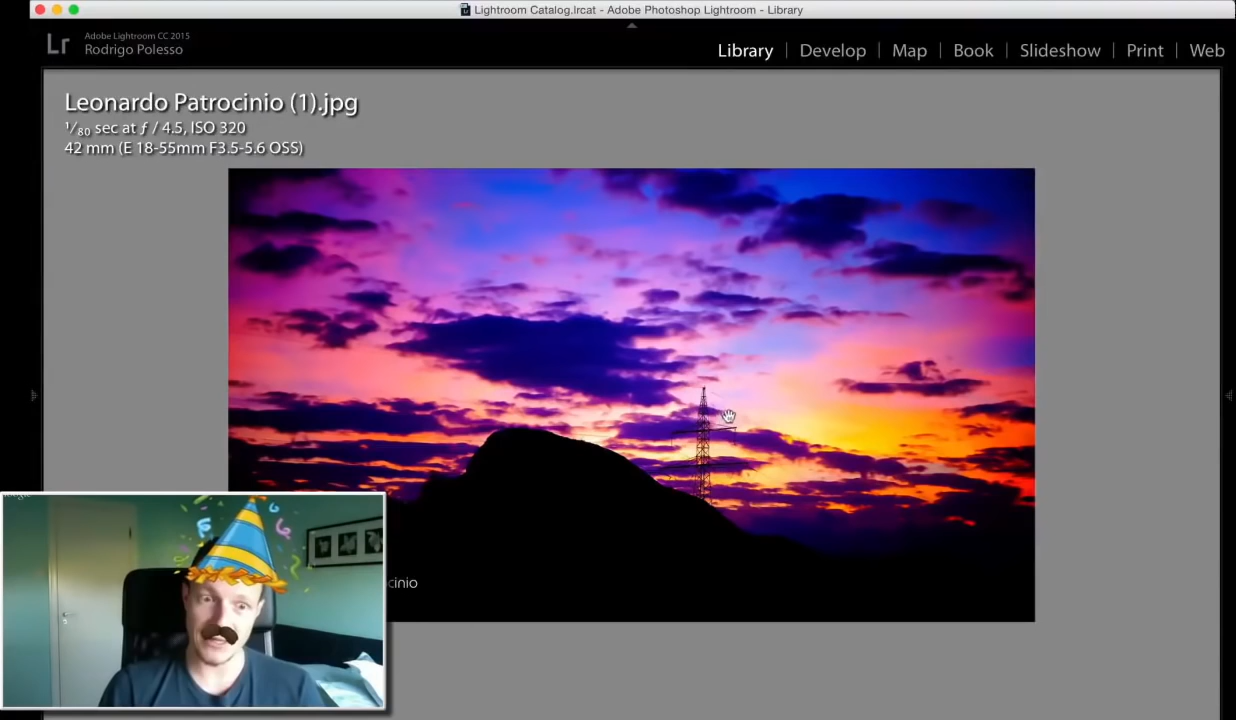 Lightroom Catalog.lrcat - Adobe Photoshop Lightroom - Library
Lr
Adobe Lightroom CC 2015
Rodrigo Polesso
Library | Develop | Map | Book | Slideshow | Print | Web
Leonardo Patrocinio (1).jpg
1/80 sec at ƒ / 4.5, ISO 320
42 mm (E 18-55mm F3.5-5.6 OSS)
cinio